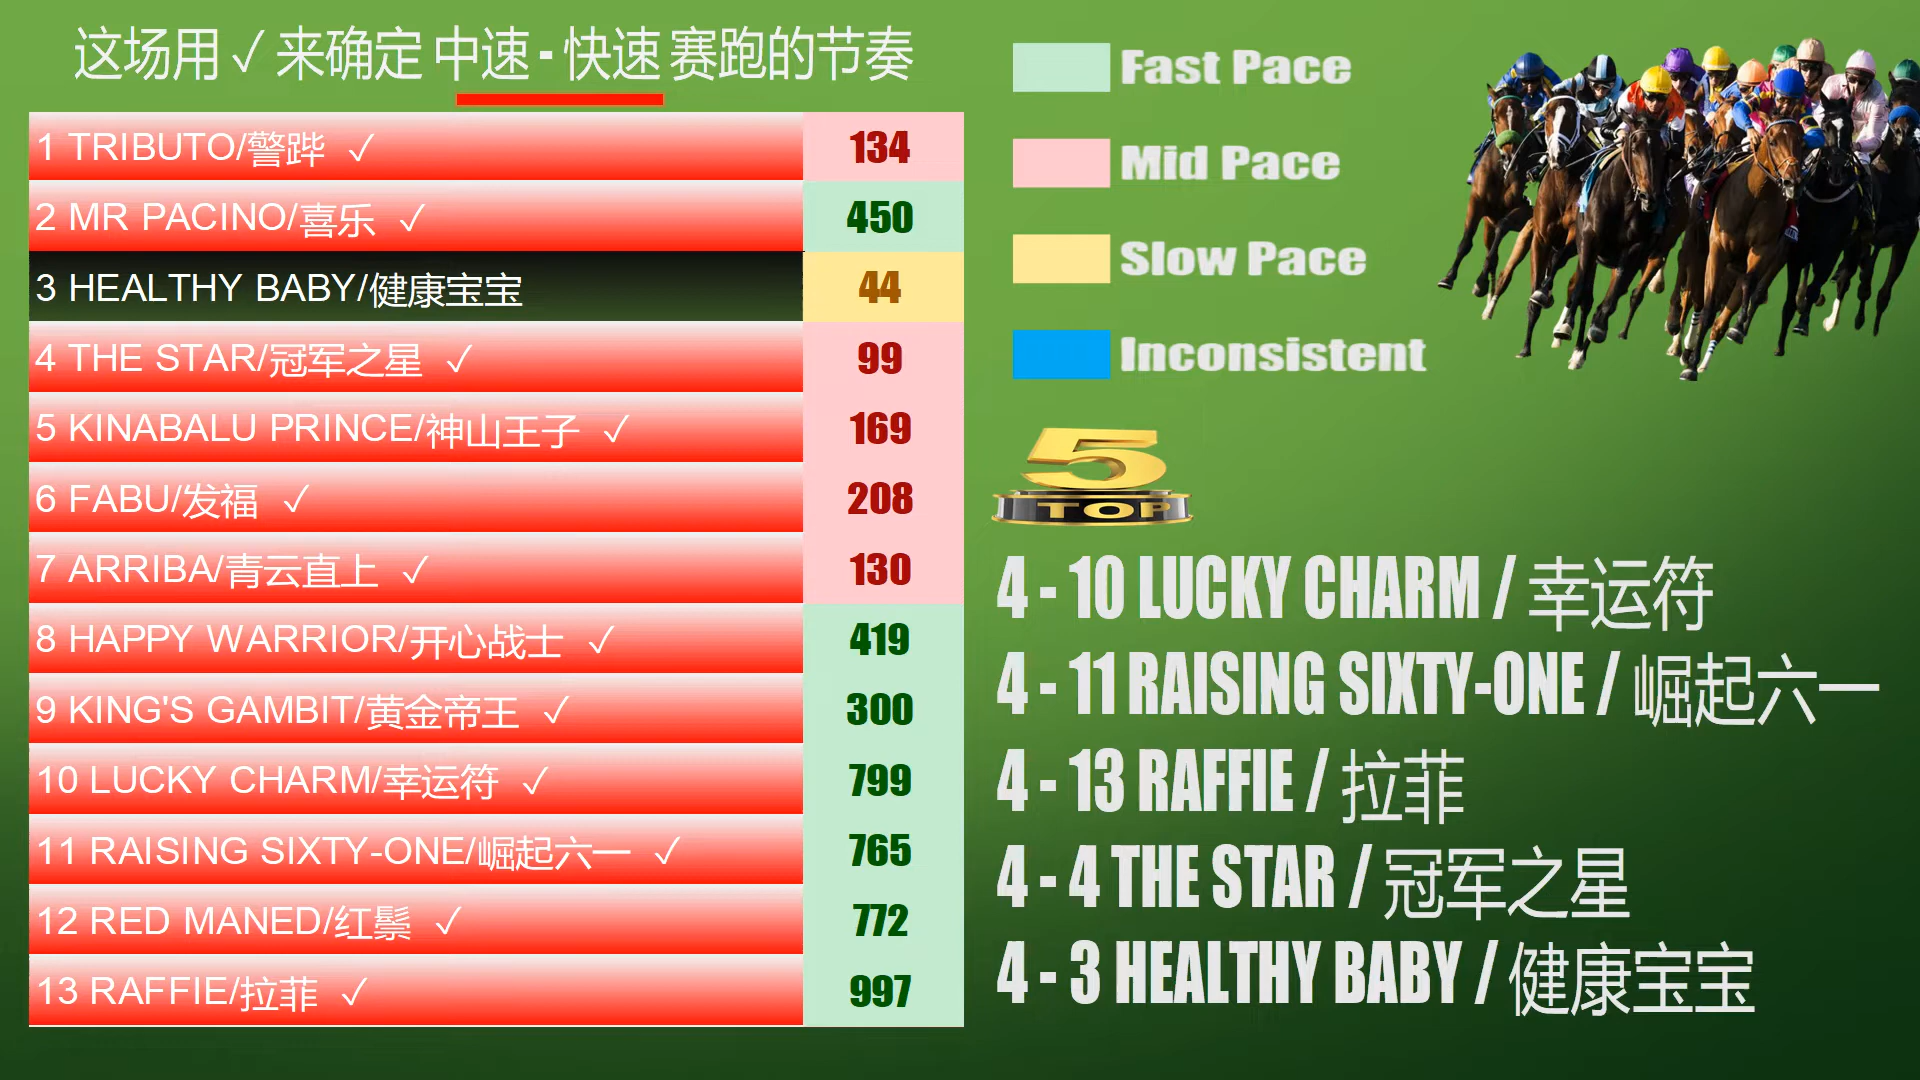 这场用 ✓ 来确定 中速 - 快速 赛跑的节奏
1 TRIBUTO/警跸 ✓ 134
2 MR PACINO/喜乐 ✓ 450
3 HEALTHY BABY/健康宝宝 44
4 THE STAR/冠军之星 ✓ 99
5 KINABALU PRINCE/神山王子 ✓ 169
6 FABU/发福 ✓ 208
7 ARRIBA/青云直上 ✓ 130
8 HAPPY WARRIOR/开心战士 ✓ 419
9 KING'S GAMBIT/黄金帝王 ✓ 300
10 LUCKY CHARM/幸运符 ✓ 799
11 RAISING SIXTY-ONE/崛起六一 ✓ 765
12 RED MANED/红鬃 ✓ 772
13 RAFFIE/拉菲 ✓ 997
Fast Pace
Mid Pace
Slow Pace
Inconsistent
5
TOP
4 - 10 LUCKY CHARM / 幸运符
4 - 11 RAISING SIXTY-ONE / 崛起六一
4 - 13 RAFFIE / 拉菲
4 - 4 THE STAR / 冠军之星
4 - 3 HEALTHY BABY / 健康宝宝